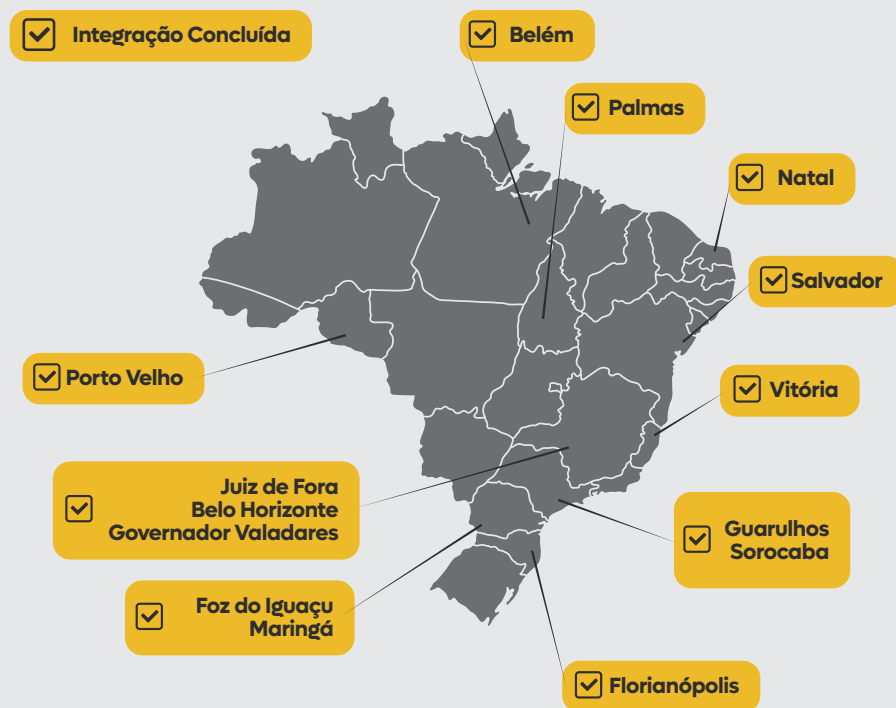 Integração Concluída
Belém
Palmas
Natal
Salvador
Porto Velho
Vitória
Juiz de Fora
Belo Horizonte
Governador Valadares
Guarulhos
Sorocaba
Foz do Iguaçu
Maringá
Florianópolis